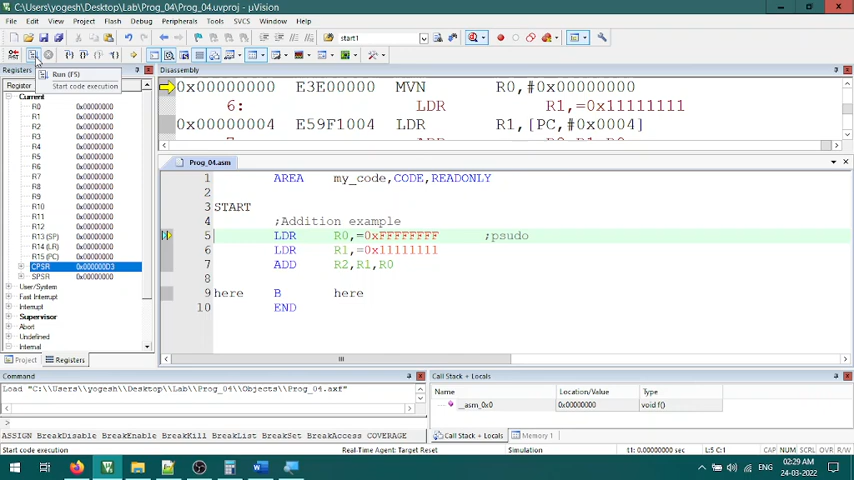 C:\Users\yogesh\Desktop\Lab\Prog_04\Prog_04.uvproj - µVision
File Edit View Project Flash Debug Peripherals Tools SVCS Window Help
start1
Run (F5)
Start code execution
Registers
Register
Current
R0 0x00000000
R1 0x00000000
R2 0x00000000
R3 0x00000000
R4 0x00000000
R5 0x00000000
R6 0x00000000
R7 0x00000000
R8 0x00000000
R9 0x00000000
R10 0x00000000
R11 0x00000000
R12 0x00000000
R13 (SP) 0x00000000
R14 (LR) 0x00000000
R15 (PC) 0x00000000
CPSR 0x000000D3
SPSR 0x00000000
User/System
Fast Interrupt
Interrupt
Supervisor
Abort
Undefined
Internal
Project Registers
Disassembly
0x00000000 E3E00000 MVN R0,#0x00000000
6: LDR R1,=0x11111111
0x00000004 E59F1004 LDR R1,[PC,#0x0004]
Prog_04.asm
1 AREA my_code,CODE,READONLY
2
3 START
4 ;Addition example
5 LDR R0,=0xFFFFFFFF ;psudo
6 LDR R1,=0x11111111
7 ADD R2,R1,R0
8
9 here B here
10 END
Command
Load "C:\\Users\\yogesh\\Desktop\\Lab\\Prog_04\\Objects\\Prog_04.axf"
>
ASSIGN BreakDisable BreakEnable BreakKill BreakList BreakSet BreakAccess COVERAGE
Call Stack + Locals
Name Location/Value Type
__asm_0x0 0x00000000 void f()
Call Stack + Locals Memory 1
Start code execution Real-Time Agent: Target Reset Simulation t1: 0.00000000 sec L:5 C:1 CAP NUM SCRL OVR R/W
ENG
02:29 AM
24-03-2022